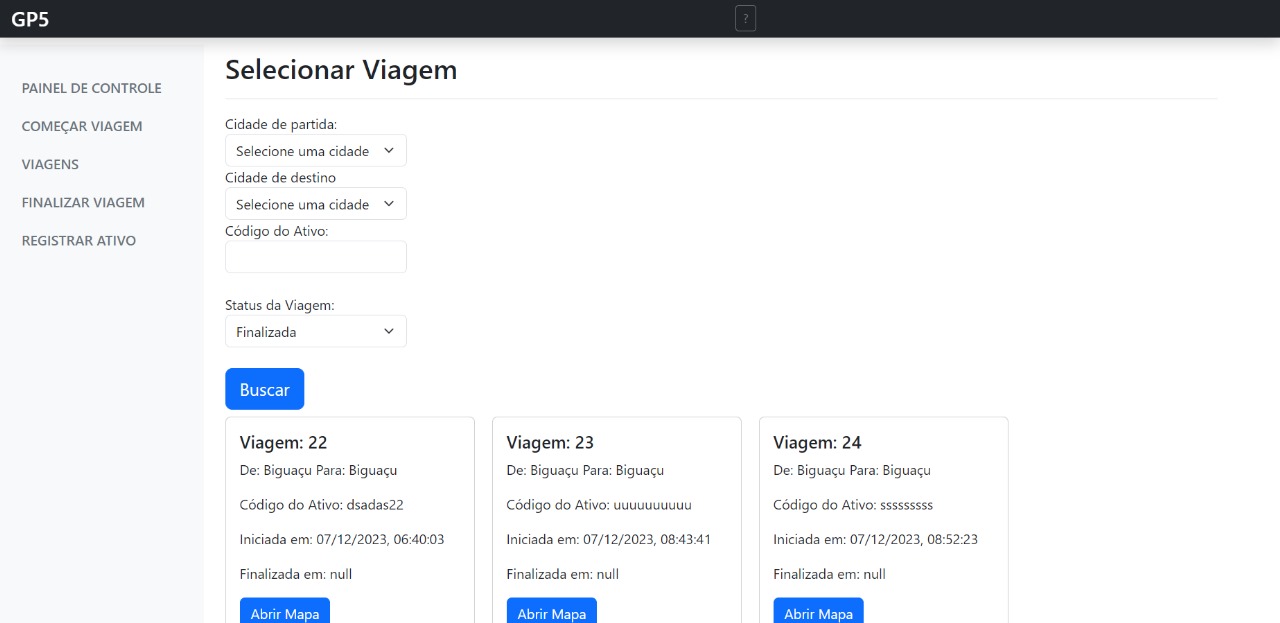 GP5
?
PAINEL DE CONTROLE
COMEÇAR VIAGEM
VIAGENS
FINALIZAR VIAGEM
REGISTRAR ATIVO
Selecionar Viagem
Cidade de partida:
Selecione uma cidade
Cidade de destino
Selecione uma cidade
Código do Ativo:
Status da Viagem:
Finalizada
Buscar
Viagem: 22
De: Biguaçu Para: Biguaçu
Código do Ativo: dsadas22
Iniciada em: 07/12/2023, 06:40:03
Finalizada em: null
Abrir Mapa
Viagem: 23
De: Biguaçu Para: Biguaçu
Código do Ativo: uuuuuuuuuu
Iniciada em: 07/12/2023, 08:43:41
Finalizada em: null
Abrir Mapa
Viagem: 24
De: Biguaçu Para: Biguaçu
Código do Ativo: sssssssss
Iniciada em: 07/12/2023, 08:52:23
Finalizada em: null
Abrir Mapa